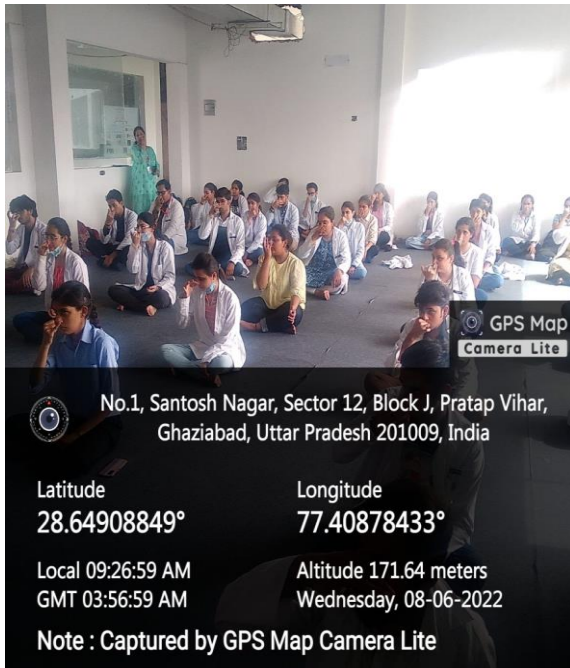 GPS Map
Camera Lite
No.1, Santosh Nagar, Sector 12, Block J, Pratap Vihar,
Ghaziabad, Uttar Pradesh 201009, India
Latitude
28.64908849°
Longitude
77.40878433°
Local 09:26:59 AM
GMT 03:56:59 AM
Altitude 171.64 meters
Wednesday, 08-06-2022
Note : Captured by GPS Map Camera Lite